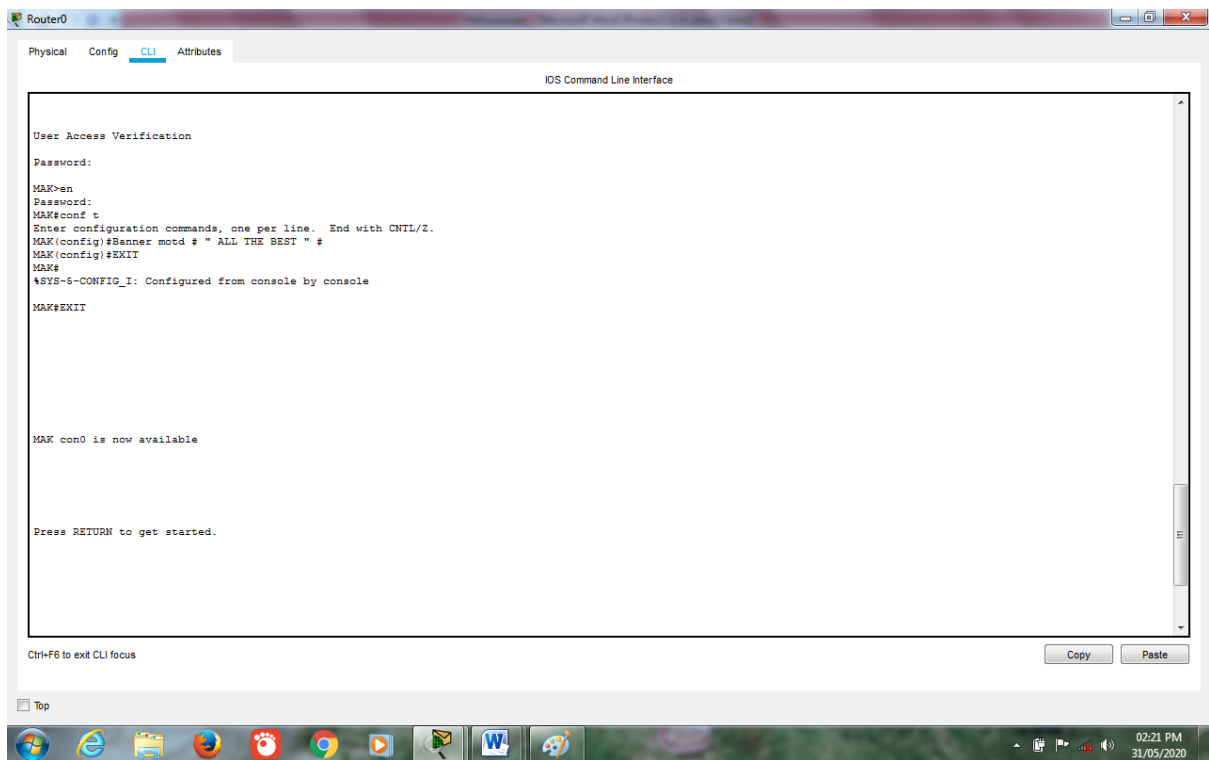 Router0
Physical Config CLI Attributes
IOS Command Line Interface
User Access Verification
Password:
MAK>en
Password:
MAK#conf t
Enter configuration commands, one per line.  End with CNTL/Z.
MAK(config)#Banner motd # " ALL THE BEST " #
MAK(config)#EXIT
MAK#
%SYS-5-CONFIG_I: Configured from console by console
MAK#EXIT
MAK con0 is now available
Press RETURN to get started.
Ctrl+F6 to exit CLI focus
Copy Paste
Top
02:21 PM
31/05/2020